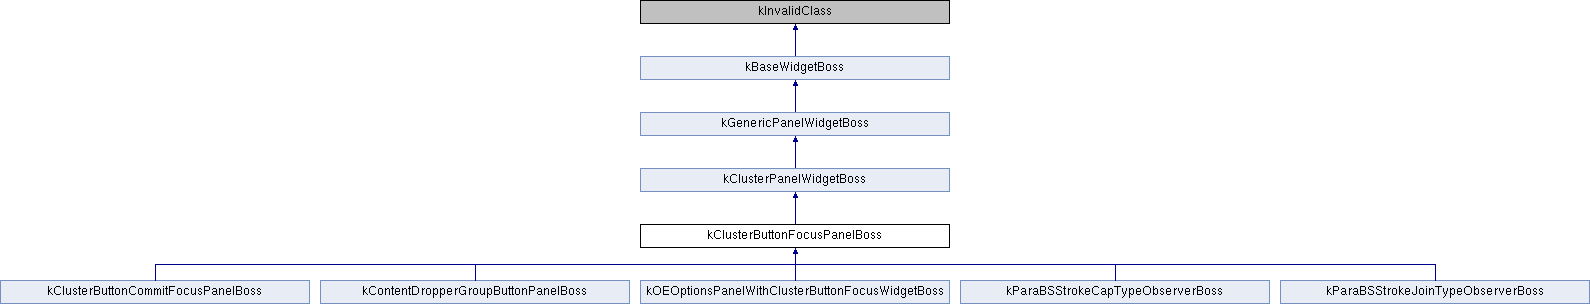 kInvalidClass
kBaseWidgetBoss
kGenericPanelWidgetBoss
kClusterPanelWidgetBoss
kClusterButtonFocusPanelBoss
kClusterButtonCommitFocusPanelBoss
kContentDropperGroupButtonPanelBoss
kOEOptionsPanelWithClusterButtonFocusWidgetBoss
kParaBSStrokeCapTypeObserverBoss
kParaBSStrokeJoinTypeObserverBoss